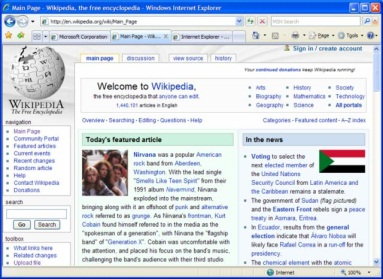 Main Page - Wikipedia, the free encyclopedia - Windows Internet Explorer
http://en.wikipedia.org/wiki/Main_Page
MSN Search
Microsoft Corporation
Main Page - Wik...
Internet Explorer - ...
Page
Tools
Sign in / create account
main page
discussion
view source
history
Your continued donations keep Wikipedia running!
WIKIPEDIA
The Free Encyclopedia
navigation
Main Page
Community Portal
Featured articles
Current events
Recent changes
Random article
Help
Contact Wikipedia
Donations
search
Go
Search
toolbox
What links here
Related changes
Upload file
Welcome to Wikipedia,
the free encyclopedia that anyone can edit.
1,440,101 articles in English
Arts
Biography
Geography
History
Mathematics
Science
Society
Technology
All portals
Overview · Searching · Editing · Questions · Help
Categories · Featured content · A–Z index
Today's featured article
Nirvana was a popular American
rock band from Aberdeen,
Washington. With the lead single
"Smells Like Teen Spirit" from their
1991 album Nevermind, Nirvana
exploded into the mainstream,
bringing along with it an offshoot of punk and alternative
rock referred to as grunge. As Nirvana's frontman, Kurt
Cobain found himself referred to in the media as the
"spokesman of a generation", with Nirvana the "flagship
band" of "Generation X". Cobain was uncomfortable with
the attention, and placed his focus on the band's music,
challenging the band's audience with their third studio
In the news
Voting to select the
next elected member of
the United Nations
Security Council from Latin America and
the Caribbean remains a stalemate.
The government of Sudan (flag pictured)
and the Eastern Front rebels sign a peace
treaty in Asmara, Eritrea.
In Ecuador, results from the general
election indicate that Álvaro Noboa will
likely face Rafael Correa in a run-off for the
presidency.
The chemical element with the atomic
Internet
100%